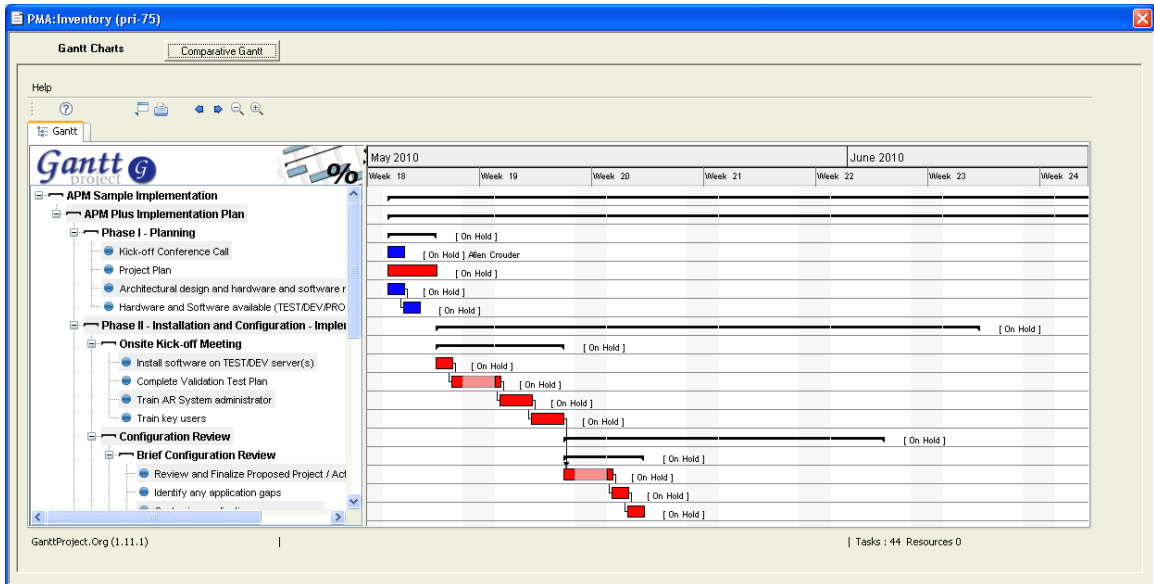 PMA:Inventory (pri-75)
Gantt Charts
Comparative Gantt
Help
Gantt
Gantt project
%
May 2010
June 2010
Week 18
Week 19
Week 20
Week 21
Week 22
Week 23
Week 24
APM Sample Implementation
APM Plus Implementation Plan
Phase I - Planning
[ On Hold ]
Kick-off Conference Call
[ On Hold ] Allen Crouder
Project Plan
[ On Hold ]
Architectural design and hardware and software r
[ On Hold ]
Hardware and Software available (TEST/DEV/PRO
[ On Hold ]
Phase II - Installation and Configuration - Impler
[ On Hold ]
Onsite Kick-off Meeting
[ On Hold ]
Install software on TEST/DEV server(s)
[ On Hold ]
Complete Validation Test Plan
[ On Hold ]
Train AR System administrator
[ On Hold ]
Train key users
[ On Hold ]
Configuration Review
[ On Hold ]
Brief Configuration Review
[ On Hold ]
Review and Finalize Proposed Project / Act
[ On Hold ]
Identify any application gaps
[ On Hold ]
[ On Hold ]
GanttProject.Org (1.11.1)
Tasks : 44 Resources 0